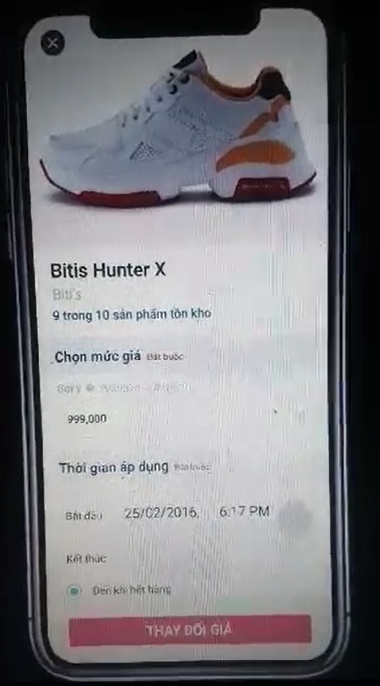 Bitis Hunter X
Biti's
9 trong 10 sản phẩm tồn kho
Chọn mức giá Bắt buộc
Gợi ý
999,000
Thời gian áp dụng Bắt buộc
Bắt đầu 25/02/2016, 6:17 PM
Kết thúc
Đến khi hết hàng
THAY ĐỔI GIÁ